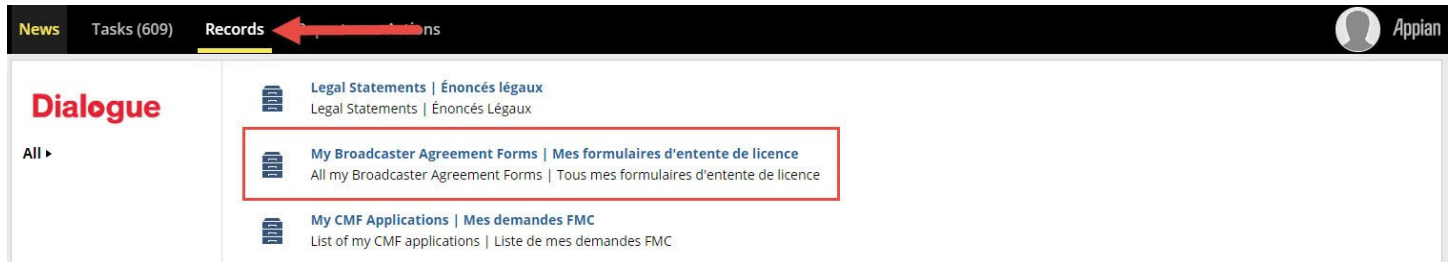 News Tasks (609) Records Actions Appian
Dialogue
All
Legal Statements | Énoncés légaux
Legal Statements | Énoncés Légaux
My Broadcaster Agreement Forms | Mes formulaires d'entente de licence
All my Broadcaster Agreement Forms | Tous mes formulaires d'entente de licence
My CMF Applications | Mes demandes FMC
List of my CMF applications | Liste de mes demandes FMC